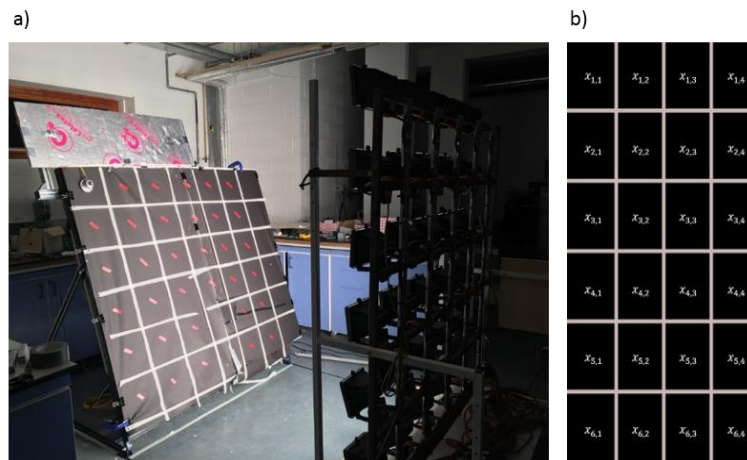 a)
b)
x1,1 x1,2 x1,3 x1,4
x2,1 x2,2 x2,3 x2,4
x3,1 x3,2 x3,3 x3,4
x4,1 x4,2 x4,3 x4,4
x5,1 x5,2 x5,3 x5,4
x6,1 x6,2 x6,3 x6,4